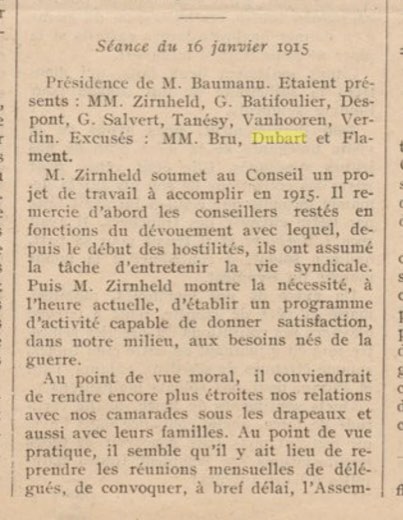 Séance du 16 janvier 1915
Présidence de M. Baumann. Etaient pré-
sents : MM. Zirnheld, G. Batifoulier, Des-
pont, G. Salvert, Tanésy, Vanhooren, Ver-
din. Excusés : MM. Bru, Dubart et Fla-
ment.
M. Zirnheld soumet au Conseil un pro-
jet de travail à accomplir en 1915. Il re-
mercie d'abord les conseillers restés en
fonctions du dévouement avec lequel, de-
puis le début des hostilités, ils ont assumé
la tâche d'entretenir la vie syndicale.
Puis M. Zirnheld montre la nécessité, à
l'heure actuelle, d'établir un programme
d'activité capable de donner satisfaction,
dans notre milieu, aux besoins nés de la
guerre.
Au point de vue moral, il conviendrait
de rendre encore plus étroites nos relations
avec nos camarades sous les drapeaux et
aussi avec leurs familles. Au point de vue
pratique, il semble qu'il y ait lieu de re-
prendre les réunions mensuelles de délé-
gués, de convoquer, à bref délai, l'Assem-